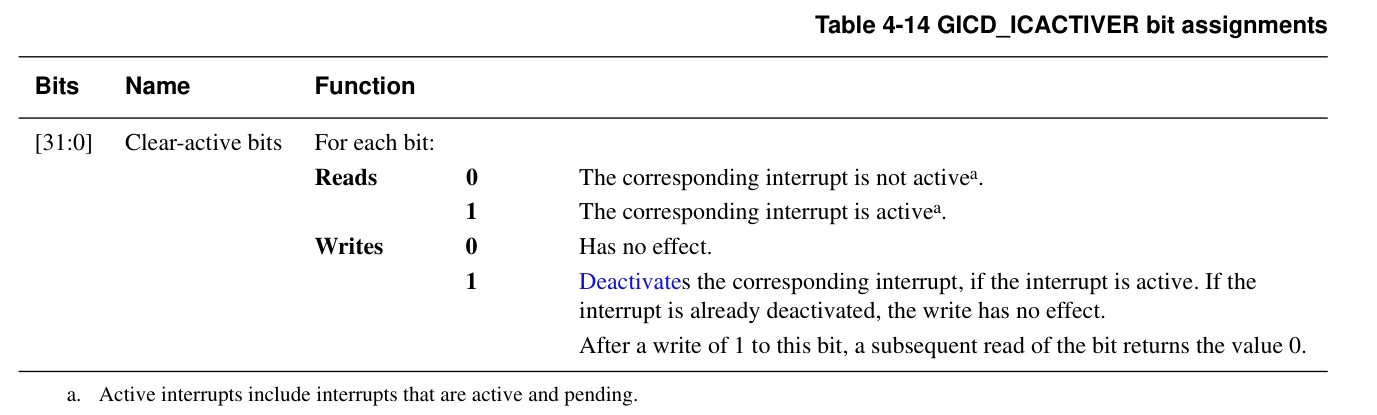 Table 4-14 GICD_ICACTIVER bit assignments
Bits Name Function
[31:0] Clear-active bits For each bit:
Reads 0 The corresponding interrupt is not activeᵃ.
1 The corresponding interrupt is activeᵃ.
Writes 0 Has no effect.
1 Deactivates the corresponding interrupt, if the interrupt is active. If the
interrupt is already deactivated, the write has no effect.
After a write of 1 to this bit, a subsequent read of the bit returns the value 0.
a. Active interrupts include interrupts that are active and pending.